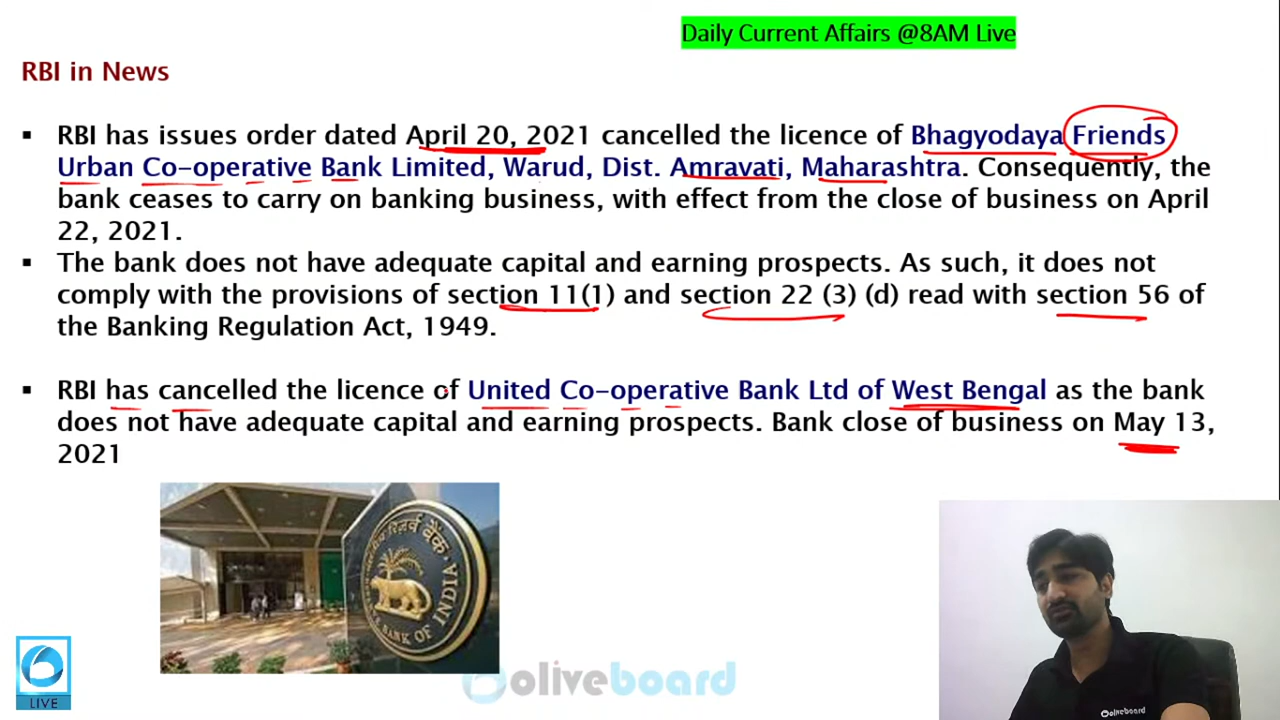 Daily Current Affairs @8AM Live
RBI in News
▪ RBI has issues order dated April 20, 2021 cancelled the licence of Bhagyodaya Friends
Urban Co-operative Bank Limited, Warud, Dist. Amravati, Maharashtra. Consequently, the
bank ceases to carry on banking business, with effect from the close of business on April
22, 2021.
▪ The bank does not have adequate capital and earning prospects. As such, it does not
comply with the provisions of section 11(1) and section 22 (3) (d) read with section 56 of
the Banking Regulation Act, 1949.
▪ RBI has cancelled the licence of United Co-operative Bank Ltd of West Bengal as the bank
does not have adequate capital and earning prospects. Bank close of business on May 13,
2021
रिजर्व बैंक
BANK OF INDIA
LIVE
oliveboard
oliveboard